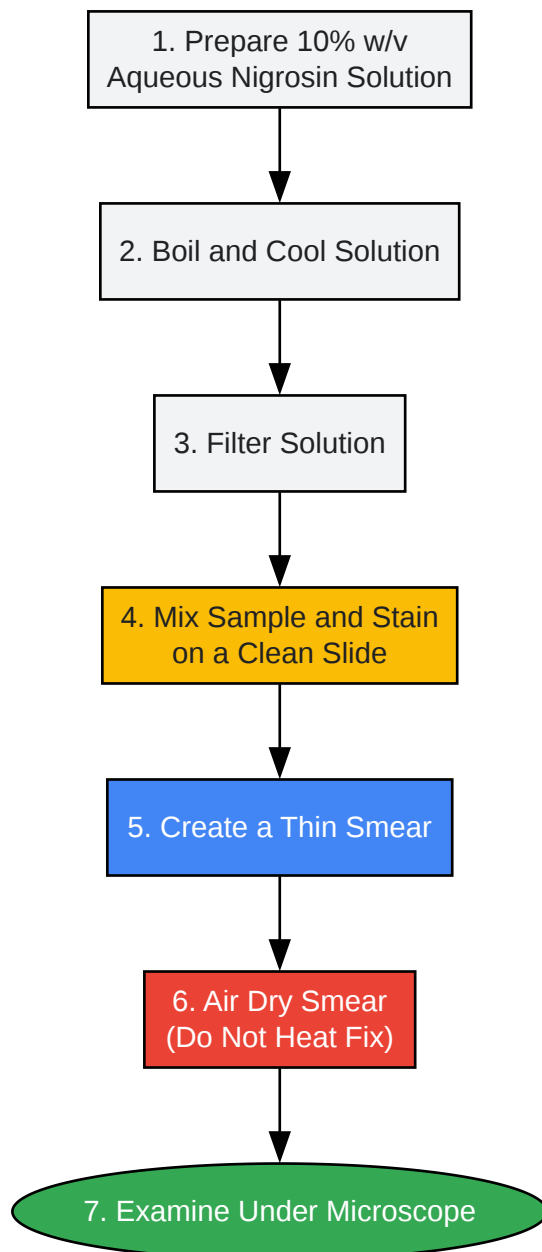 1. Prepare 10% w/v
Aqueous Nigrosin Solution
2. Boil and Cool Solution
3. Filter Solution
4. Mix Sample and Stain
on a Clean Slide
5. Create a Thin Smear
6. Air Dry Smear
(Do Not Heat Fix)
7. Examine Under Microscope